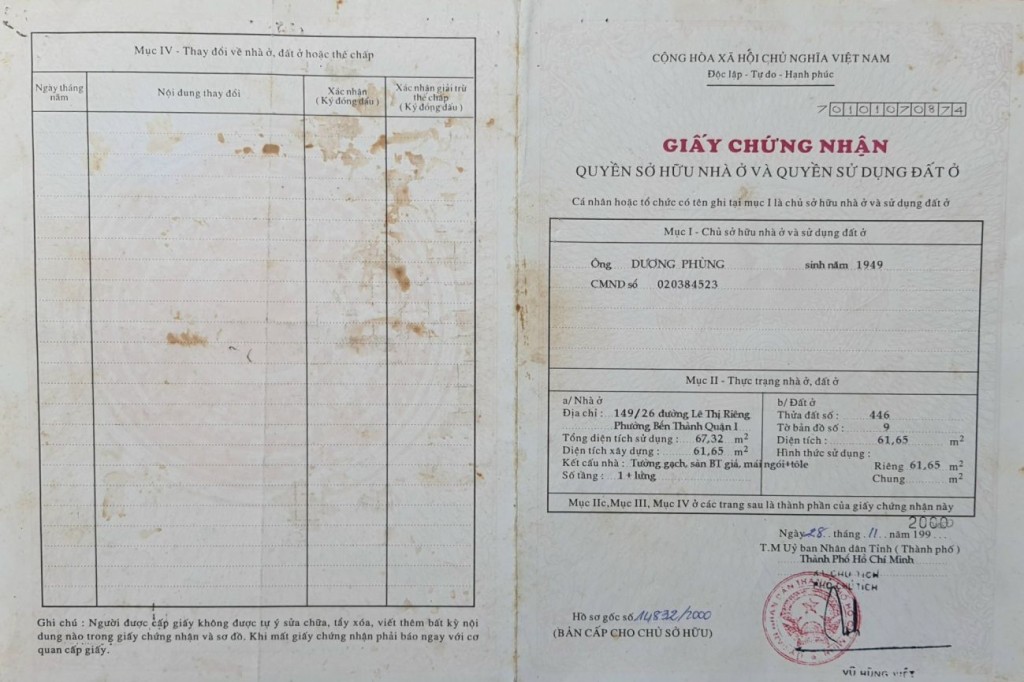 Mục IV - Thay đổi về nhà ở, đất ở hoặc thế chấp
Ngày tháng năm
Nội dung thay đổi
Xác nhận
( Ký đóng dấu )
Xác nhận giải trừ
thế chấp
( Ký đóng dấu )
Ghi chú : Người được cấp giấy không được tự ý sửa chữa, tẩy xóa, viết thêm bất kỳ nội
dung nào trong giấy chứng nhận và sơ đồ. Khi mất giấy chứng nhận phải báo ngay với cơ
quan cấp giấy.
CỘNG HÒA XÃ HỘI CHỦ NGHĨA VIỆT NAM
Độc lập - Tự do - Hạnh phúc
70101070874
GIẤY CHỨNG NHẬN
QUYỀN SỞ HỮU NHÀ Ở VÀ QUYỀN SỬ DỤNG ĐẤT Ở
Cá nhân hoặc tổ chức có tên ghi tại mục I là chủ sở hữu nhà ở và sử dụng đất ở
Mục I - Chủ sở hữu nhà ở và sử dụng đất ở
Ông DƯƠNG PHÙNG sinh năm 1949
CMND số 020384523
Mục II - Thực trạng nhà ở, đất ở
a/ Nhà ở
Địa chỉ : 149/26 đường Lê Thị Riêng
Phường Bến Thành Quận I
Tổng diện tích sử dụng : 67,32 m²
Diện tích xây dựng : 61,65 m²
Kết cấu nhà : Tường gạch, sàn BT giả, mái ngói+tôle
Số tầng : 1 + lửng
b/ Đất ở
Thửa đất số : 446
Tờ bản đồ số : 9
Diện tích : 61,65 m²
Hình thức sử dụng :
Riêng 61,65 m²
Chung m²
Mục IIc,Mục III, Mục IV ở các trang sau là thành phần của giấy chứng nhận này
2000
Ngày 28 tháng 11 năm 199
T.M Uỷ ban Nhân dân Tỉnh ( Thành phố )
Thành Phố Hồ Chí Minh
CHỦ TỊCH
PHÓ CHỦ TỊCH
Hồ sơ gốc số 14832/2000
(BẢN CẤP CHO CHỦ SỞ HỮU)
VŨ HÙNG VIỆT